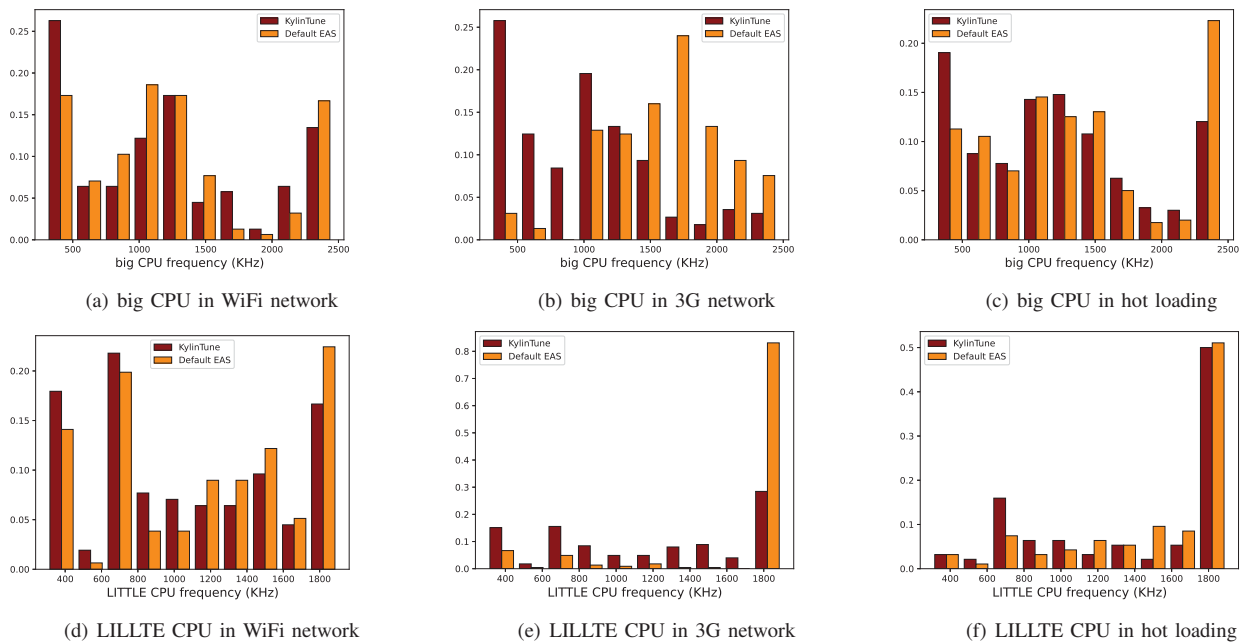 KylinTune
Default EAS
0.25
0.20
0.15
0.10
0.05
0.00
500 1000 1500 2000 2500
big CPU frequency (KHz)
(a) big CPU in WiFi network
KylinTune
Default EAS
0.25
0.20
0.15
0.10
0.05
0.00
500 1000 1500 2000 2500
big CPU frequency (KHz)
(b) big CPU in 3G network
KylinTune
Default EAS
0.20
0.15
0.10
0.05
0.00
500 1000 1500 2000 2500
big CPU frequency (KHz)
(c) big CPU in hot loading
KylinTune
Default EAS
0.20
0.15
0.10
0.05
0.00
400 600 800 1000 1200 1400 1600 1800
LITTLE CPU frequency (KHz)
(d) LILLTE CPU in WiFi network
KylinTune
Default EAS
0.8
0.7
0.6
0.5
0.4
0.3
0.2
0.1
0.0
400 600 800 1000 1200 1400 1600 1800
LITTLE CPU frequency (KHz)
(e) LILLTE CPU in 3G network
KylinTune
Default EAS
0.5
0.4
0.3
0.2
0.1
0.0
400 600 800 1000 1200 1400 1600 1800
LITTLE CPU frequency (KHz)
(f) LILLTE CPU in hot loading